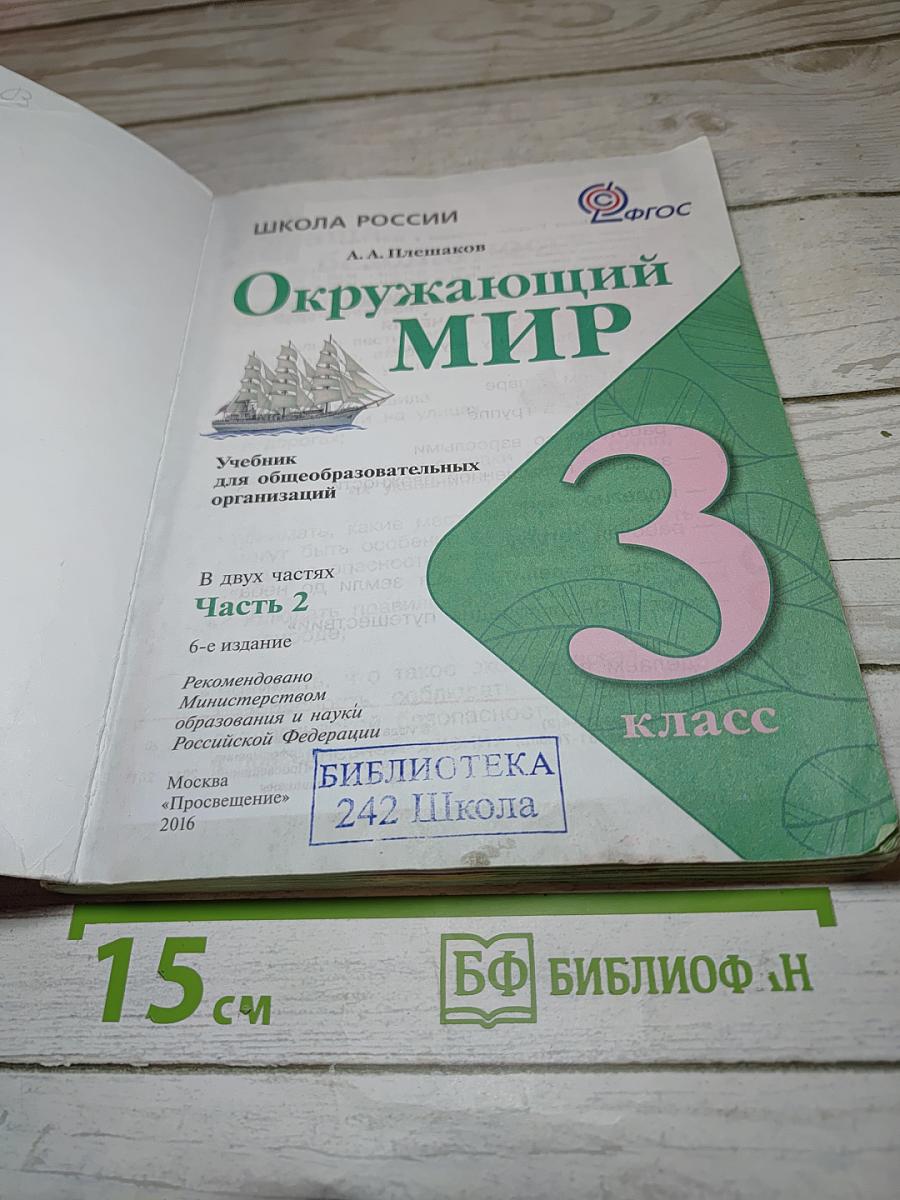 ШКОЛА РОССИИ
ФГОС
А. А. Плешаков
Окружающий
МИР
Учебник
для общеобразовательных
организаций
3
класс
В двух частях
Часть 2
6-е издание
Рекомендовано
Министерством
образования и науки
Российской Федерации
Москва
«Просвещение»
2016
БИБЛИОТЕКА
242 Школа
15 см
БФ